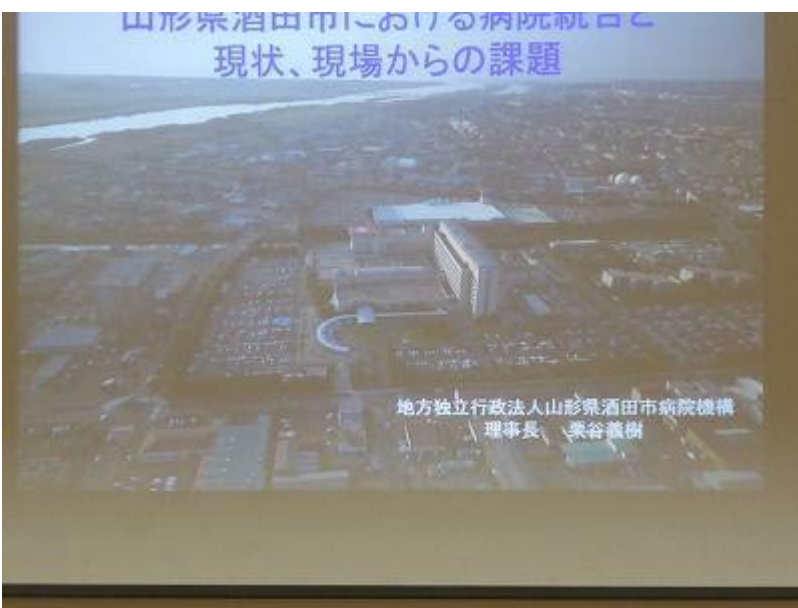 山形県酒田市における病院統合と
現状、現場からの課題
地方独立行政法人山形県酒田市病院機構
理事長 栗谷義樹